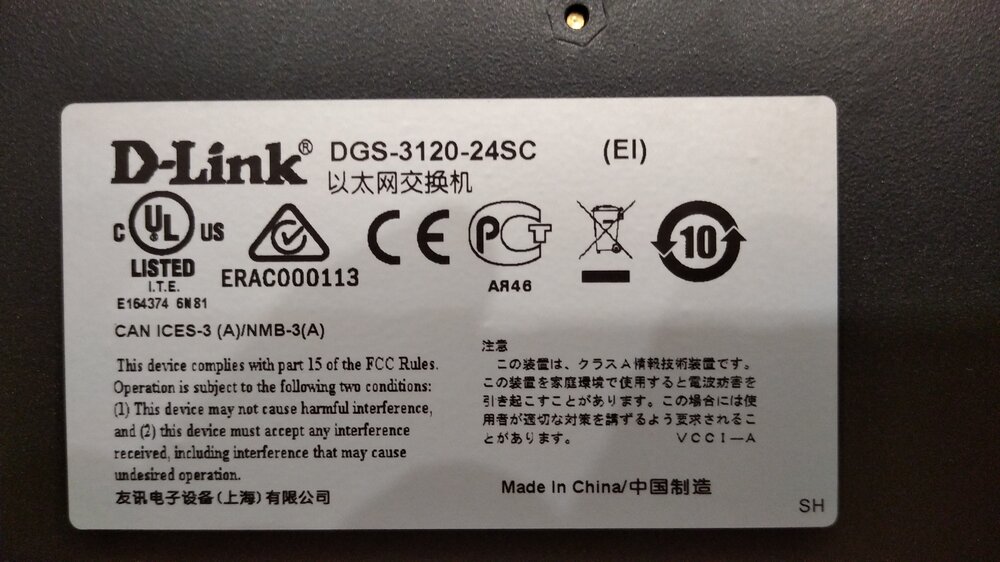 D-Link® DGS-3120-24SC (EI)
以太网交换机
C UL US
LISTED
I.T.E.
E164374 6N81
ERAC000113
CE
PCT
АЯ46
10
CAN ICES-3 (A)/NMB-3(A)
This device complies with part 15 of the FCC Rules.
Operation is subject to the following two conditions:
(1) This device may not cause harmful interference,
and (2) this device must accept any interference
received, including interference that may cause
undesired operation.
友讯电子设备(上海)有限公司
注意
この装置は、クラスA情報技術装置です。
この装置を家庭環境で使用すると電波妨害を
引き起こすことがあります。この場合には使
用者が適切な対策を講ずるよう要求されるこ
とがあります。 VCCI-A
Made In China/中国制造
SH